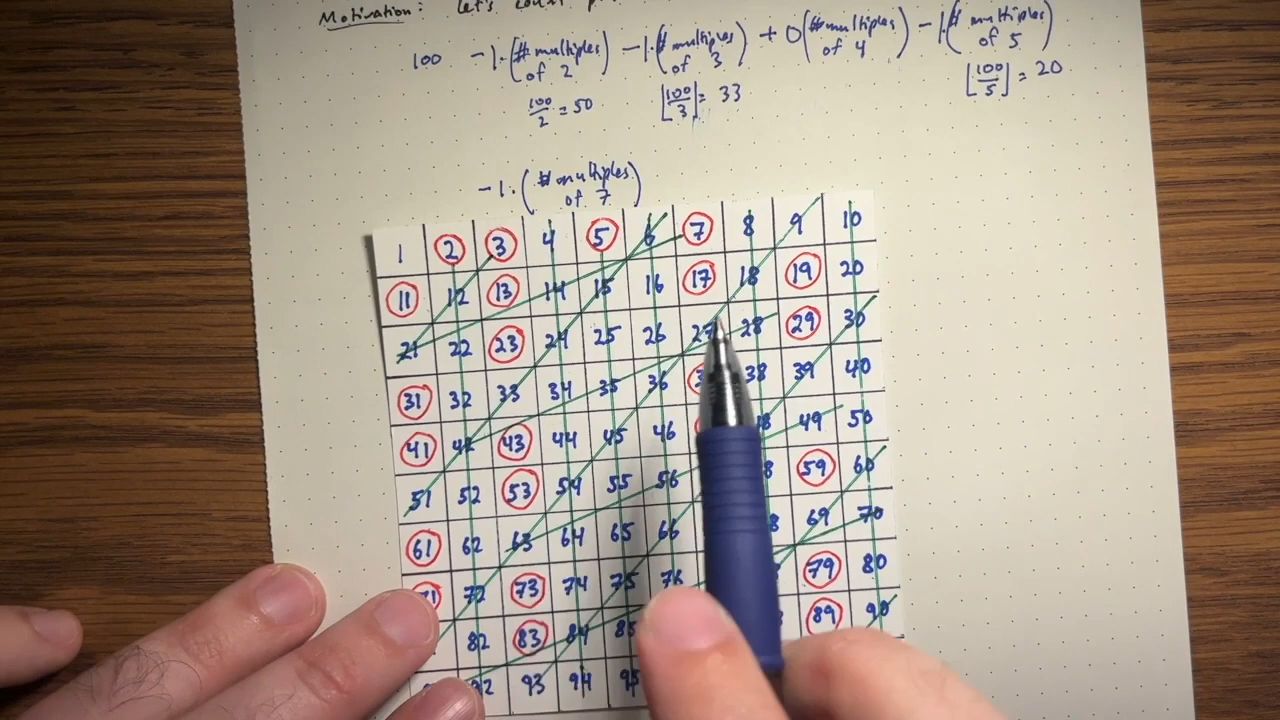 Motivation: Let's count
100 -1·(# multiples of 2) -1·(# multiples of 3) + 0(# multiples of 4) -1·(# multiples of 5)
100/2 = 50 ⌊100/3⌋ = 33 ⌊100/5⌋ = 20
-1·(# multiples of 7)
1 2 3 4 5 6 7 8 9 10
11 12 13 14 15 16 17 18 19 20
21 22 23 24 25 26 27 28 29 30
31 32 33 34 35 36 38 39 40
41 42 43 44 45 46 49 50
51 52 53 54 55 56 59 60
61 62 63 64 65 66 69 70
72 73 74 75 76 79 80
82 83 84 85 89 90
93 94 95